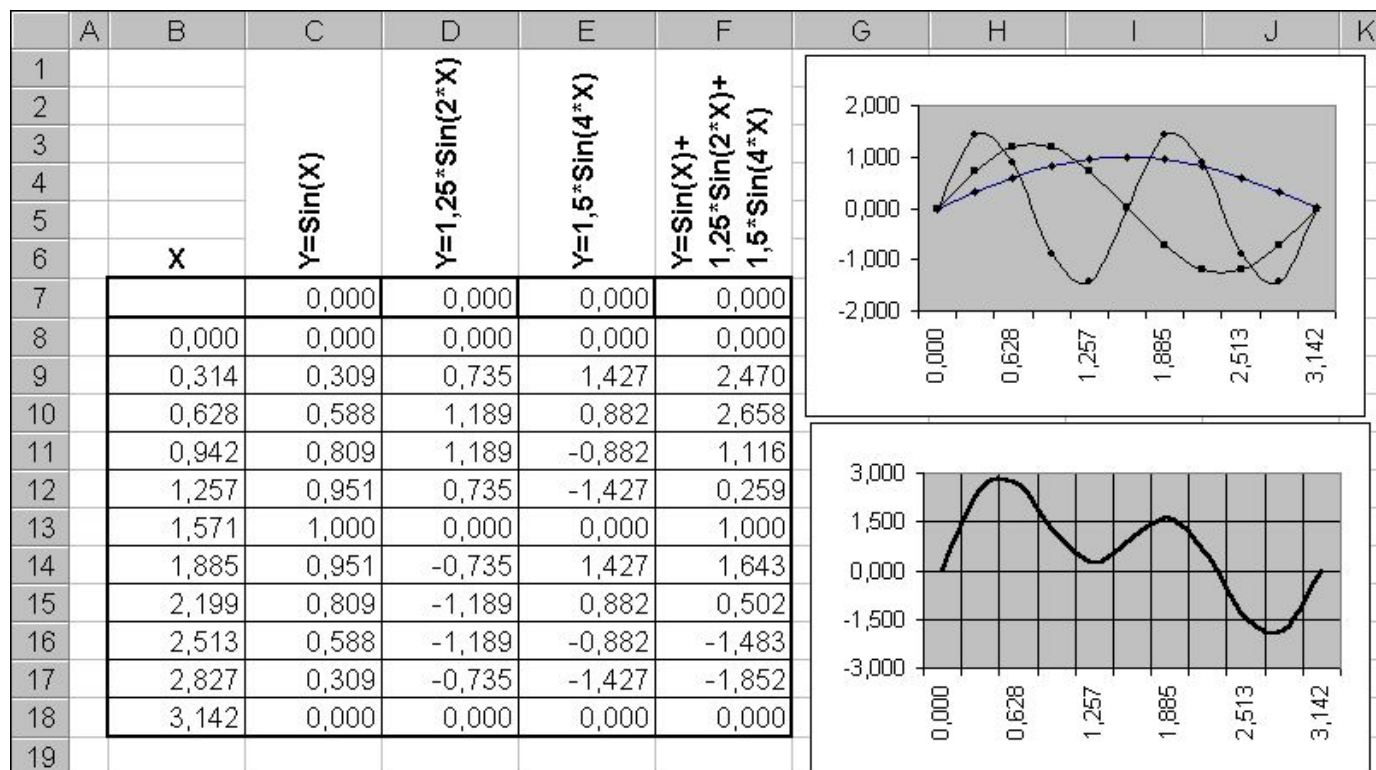 A B C D E F G H I J K
1
2
3
4
5
6
X
Y=Sin(X)
Y=1,25*Sin(2*X)
Y=1,5*Sin(4*X)
Y=Sin(X)+
1,25*Sin(2*X)+
1,5*Sin(4*X)
7 0,000 0,000 0,000 0,000
8 0,000 0,000 0,000 0,000 0,000
9 0,314 0,309 0,735 1,427 2,470
10 0,628 0,588 1,189 0,882 2,658
11 0,942 0,809 1,189 -0,882 1,116
12 1,257 0,951 0,735 -1,427 0,259
13 1,571 1,000 0,000 0,000 1,000
14 1,885 0,951 -0,735 1,427 1,643
15 2,199 0,809 -1,189 0,882 0,502
16 2,513 0,588 -1,189 -0,882 -1,483
17 2,827 0,309 -0,735 -1,427 -1,852
18 3,142 0,000 0,000 0,000 0,000
19
2,000
1,000
0,000
-1,000
-2,000
0,000 0,628 1,257 1,885 2,513 3,142
3,000
1,500
0,000
-1,500
-3,000
0,000 0,628 1,257 1,885 2,513 3,142